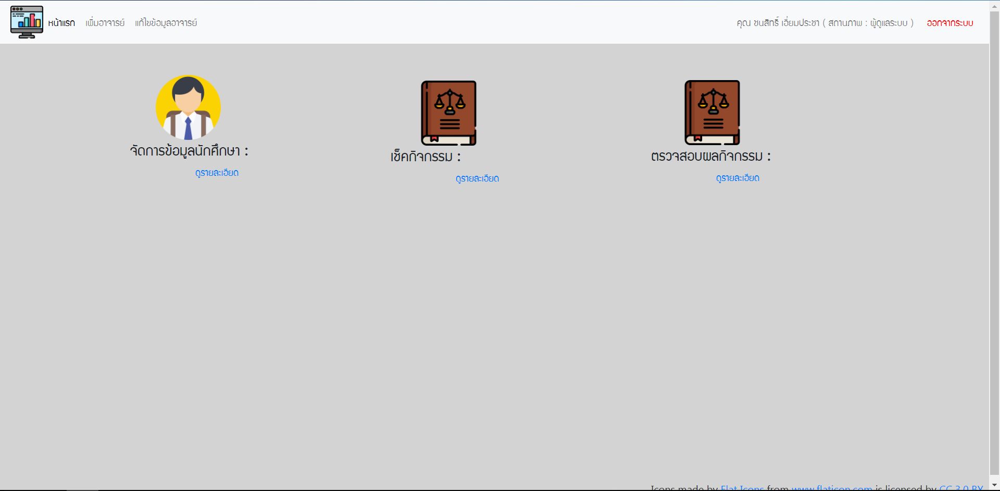 หน้าแรก เพิ่มอาจารย์ แก้ไขข้อมูลอาจารย์ คุณ ชนสิทธิ์ เอี่ยมประชา ( สถานภาพ : ผู้ดูแลระบบ ) ออกจากระบบ
จัดการข้อมูลนักศึกษา :
ดูรายละเอียด
เช็คกิจกรรม :
ดูรายละเอียด
ตรวจสอบผลกิจกรรม :
ดูรายละเอียด
Icons made by Flat Icons from www.flaticon.com is licensed by CC 3.0 BY